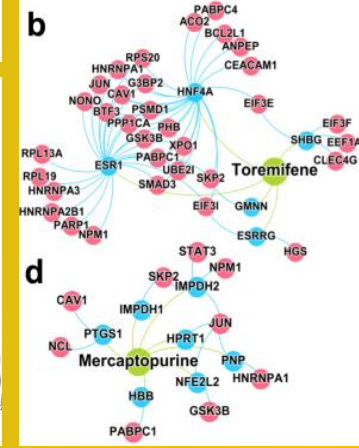 b
PABPC4
ACO2
BCL2L1
ANPEP
CEACAM1
RPS20
HNRNPA1
JUN
G3BP2
HNF4A
CAV1
NONO
BTF3
PSMD1
EIF3E
PPP1CA
PHB
EIF3F
GSK3B
XPO1
SHBG
EEF1A
RPL13A
PABPC1
CLEC4G
ESR1
UBE2I
Toremifene
RPL19
SMAD3
SKP2
HNRNPA3
HNRNPA2B1
EIF3I
GMNN
PARP1
NPM1
ESRRG
HGS
d
STAT3
SKP2
NPM1
IMPDH2
CAV1
IMPDH1
JUN
PTGS1
HPRT1
NCL
Mercaptopurine
PNP
HNRNPA1
NFE2L2
HBB
GSK3B
PABPC1